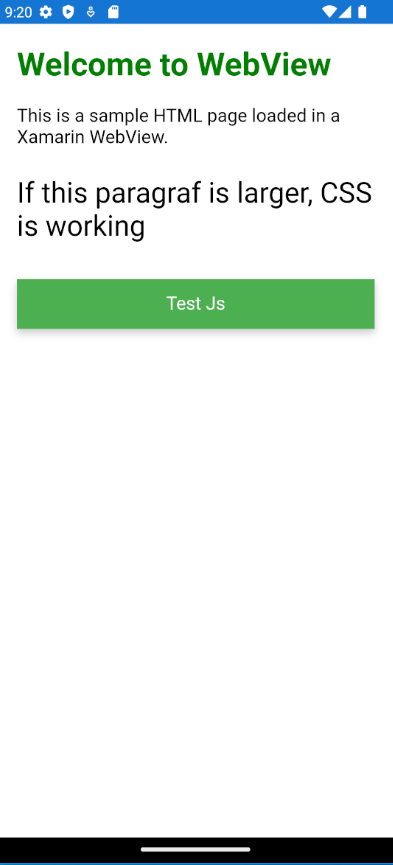 9:20
Welcome to WebView
This is a sample HTML page loaded in a
Xamarin WebView.
If this paragraf is larger, CSS
is working
Test Js